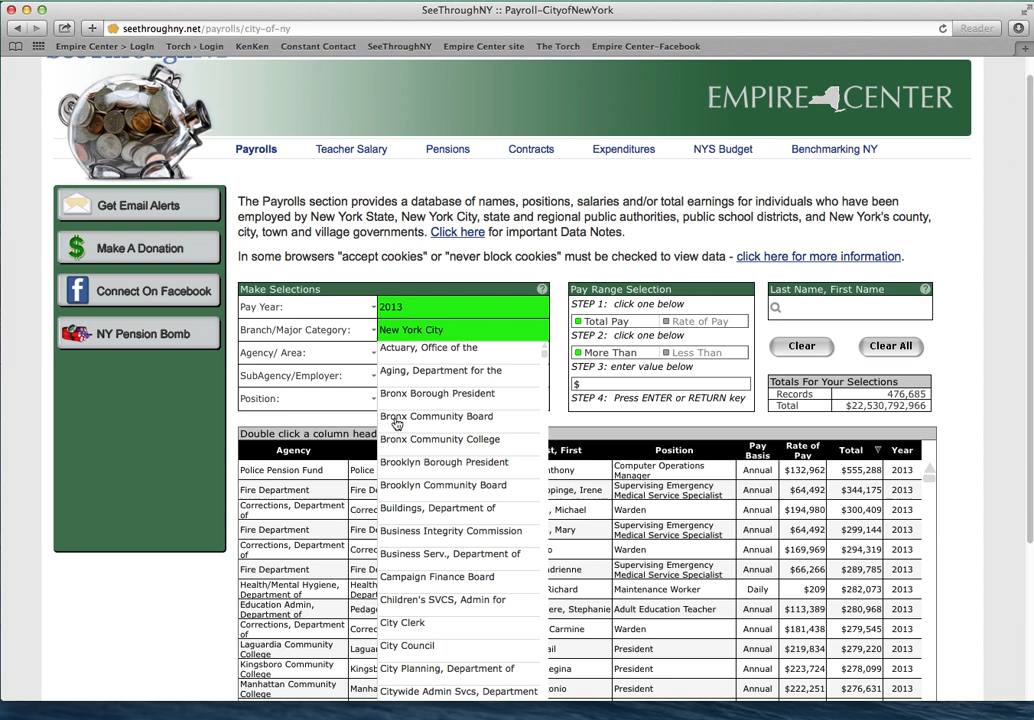 SeeThroughNY :: Payroll-CityofNewYork
seethroughny.net/payrolls/city-of-ny
Reader
Empire Center > LogIn Torch › Login KenKen Constant Contact SeeThroughNY Empire Center site The Torch Empire Center-Facebook
EMPIRE CENTER
Payrolls Teacher Salary Pensions Contracts Expenditures NYS Budget Benchmarking NY
Get Email Alerts
Make A Donation
Connect On Facebook
NY Pension Bomb
The Payrolls section provides a database of names, positions, salaries and/or total earnings for individuals who have been
employed by New York State, New York City, state and regional public authorities, public school districts, and New York's county,
city, town and village governments. Click here for important Data Notes.
In some browsers "accept cookies" or "never block cookies" must be checked to view data - click here for more information.
Make Selections ?
Pay Year: 2013
Branch/Major Category: New York City
Agency/ Area:
SubAgency/Employer:
Position:
Actuary, Office of the
Aging, Department for the
Bronx Borough President
Bronx Community Board
Bronx Community College
Brooklyn Borough President
Brooklyn Community Board
Buildings, Department of
Business Integrity Commission
Business Serv., Department of
Campaign Finance Board
Children's SVCS, Admin for
City Clerk
City Council
City Planning, Department of
Citywide Admin Svcs, Department
Pay Range Selection
STEP 1: click one below
Total Pay Rate of Pay
STEP 2: click one below
More Than Less Than
STEP 3: enter value below
$
STEP 4: Press ENTER or RETURN key
Last Name, First Name ?
Clear Clear All
Totals For Your Selections
Records 476,685
Total $22,530,792,966
Double click a column head
Agency st, First Position Pay Basis Rate of Pay Total Year
Police Pension Fund Police nthony Computer Operations Manager Annual $132,962 $555,288 2013
Fire Department Fire De oppinge, Irene Supervising Emergency Medical Service Specialist Annual $64,492 $344,175 2013
Corrections, Department of Correc , Michael Warden Annual $194,980 $300,409 2013
Fire Department Fire De , Mary Supervising Emergency Medical Service Specialist Annual $64,492 $299,144 2013
Corrections, Department of Correc Warden Annual $169,969 $294,319 2013
Fire Department Fire De drienne Supervising Emergency Medical Service Specialist Annual $66,266 $289,785 2013
Health/Mental Hygiene, Department of Health Richard Maintenance Worker Daily $209 $282,073 2013
Education Admin, Department of Pedag ere, Stephanie Adult Education Teacher Annual $113,389 $280,968 2013
Corrections, Department of Correc Carmine Warden Annual $181,438 $279,545 2013
Laguardia Community College Lagua ail President Annual $219,834 $279,220 2013
Kingsboro Community College Kingsb egina President Annual $223,724 $278,099 2013
Manhattan Community College Manha onio President Annual $222,251 $276,631 2013